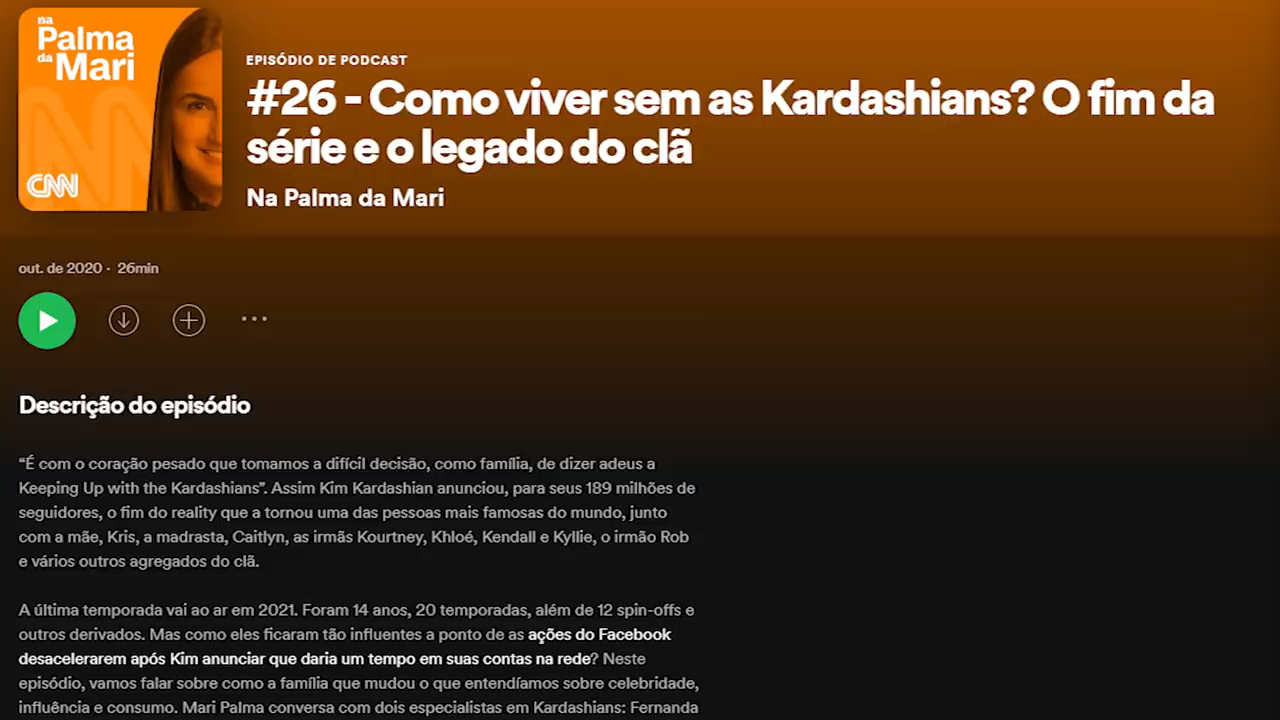 na
Palma
da Mari
CNN
EPISÓDIO DE PODCAST
#26 - Como viver sem as Kardashians? O fim da
série e o legado do clã
Na Palma da Mari
out. de 2020 · 26min
Descrição do episódio
“É com o coração pesado que tomamos a difícil decisão, como família, de dizer adeus a
Keeping Up with the Kardashians”. Assim Kim Kardashian anunciou, para seus 189 milhões de
seguidores, o fim do reality que a tornou uma das pessoas mais famosas do mundo, junto
com a mãe, Kris, a madrasta, Caitlyn, as irmãs Kourtney, Khloé, Kendall e Kyllie, o irmão Rob
e vários outros agregados do clã.
A última temporada vai ao ar em 2021. Foram 14 anos, 20 temporadas, além de 12 spin-offs e
outros derivados. Mas como eles ficaram tão influentes a ponto de as ações do Facebook
desacelerarem após Kim anunciar que daria um tempo em suas contas na rede? Neste
episódio, vamos falar sobre como a família que mudou o que entendíamos sobre celebridade,
influência e consumo. Mari Palma conversa com dois especialistas em Kardashians: Fernanda